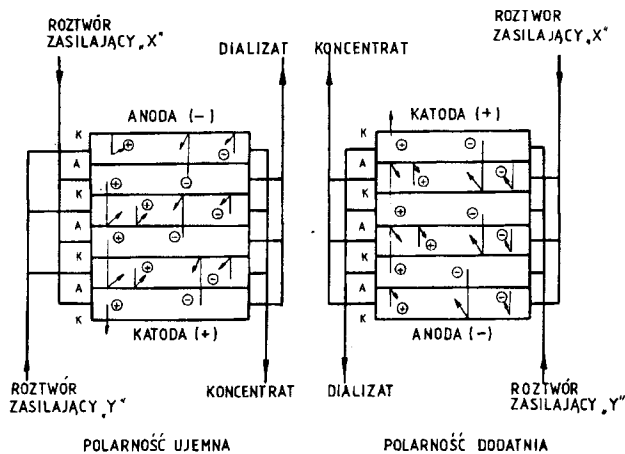 ROZTWÓR
ZASILAJĄCY „X"
DIALIZAT
KONCENTRAT
ROZTWÓR
ZASILAJĄCY „X"
ANODA (-)
KATODA (+)
K
A
K
A
K
A
K
K
A
K
A
K
A
K
KATODA (+)
ANODA (-)
ROZTWÓR
ZASILAJĄCY „Y"
KONCENTRAT
DIALIZAT
ROZTWÓR
ZASILAJĄCY „Y"
POLARNOŚĆ UJEMNA
POLARNOŚĆ DODATNIA